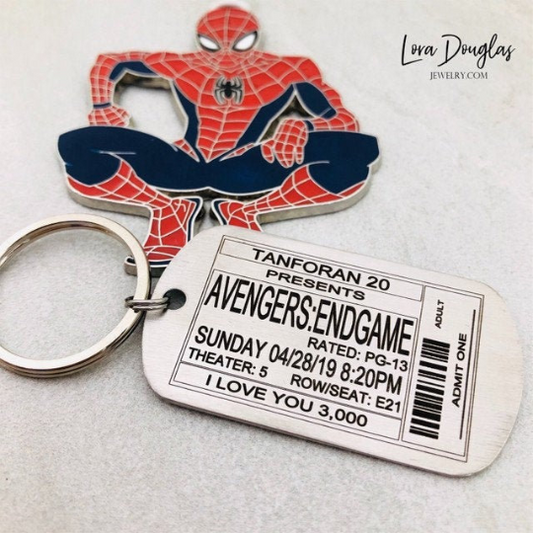 Lora Douglas
JEWELRY.COM
TANFORAN 20
PRESENTS
AVENGERS:ENDGAME
RATED: PG-13
SUNDAY 04/28/19 8:20PM
THEATER: 5 ROW/SEAT: E21
I LOVE YOU 3,000
ADULT
ADMIT ONE